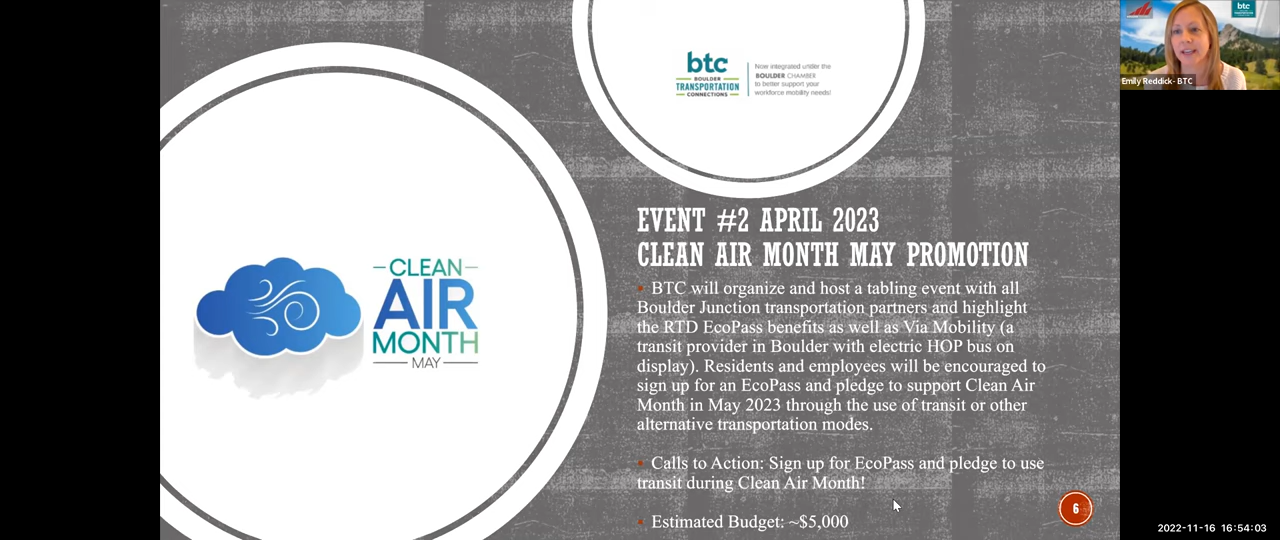 btc
BOULDER
TRANSPORTATION
CONNECTIONS
Now integrated under the
BOULDER CHAMBER
to better support your
workforce mobility needs!
btc
Emily Reddick- BTC
EVENT #2 APRIL 2023
CLEAN AIR MONTH MAY PROMOTION
CLEAN
AIR
MONTH
MAY
BTC will organize and host a tabling event with all
Boulder Junction transportation partners and highlight
the RTD EcoPass benefits as well as Via Mobility (a
transit provider in Boulder with electric HOP bus on
display). Residents and employees will be encouraged to
sign up for an EcoPass and pledge to support Clean Air
Month in May 2023 through the use of transit or other
alternative transportation modes.
Calls to Action: Sign up for EcoPass and pledge to use
transit during Clean Air Month!
Estimated Budget: ~$5,000
6
2022-11-16 16:54:03